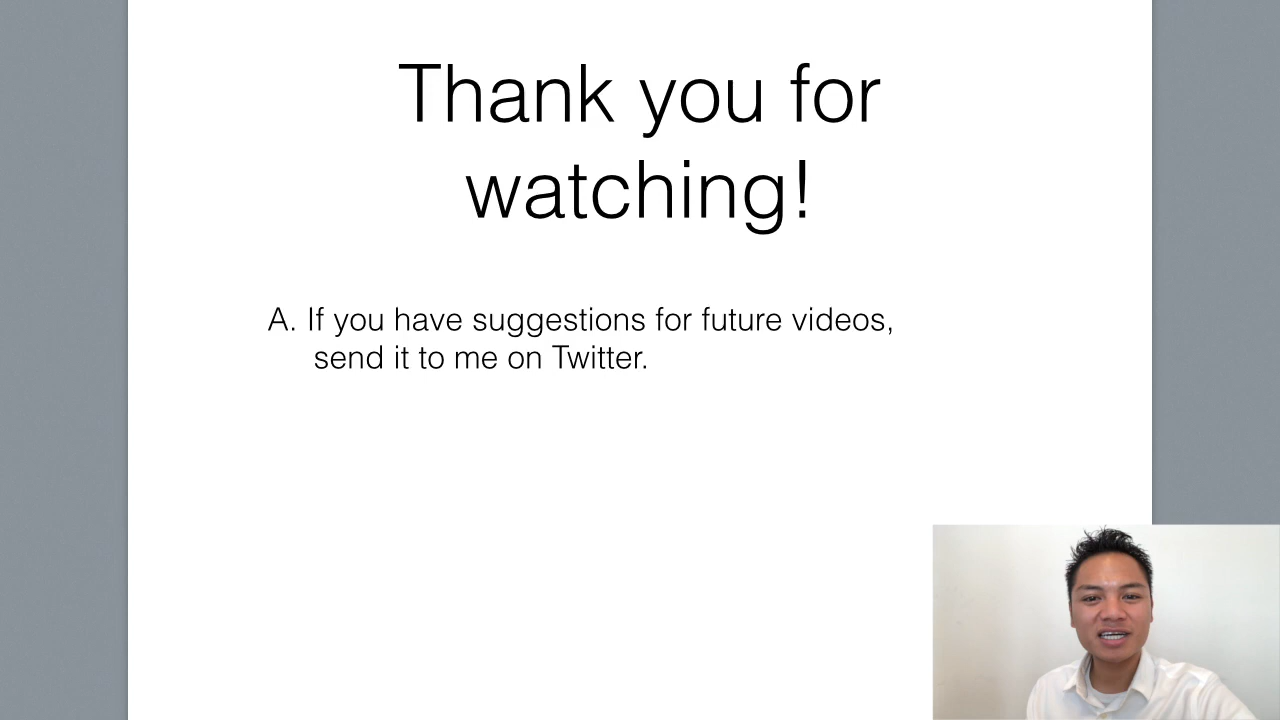 Thank you for
watching!
A. If you have suggestions for future videos,
send it to me on Twitter.